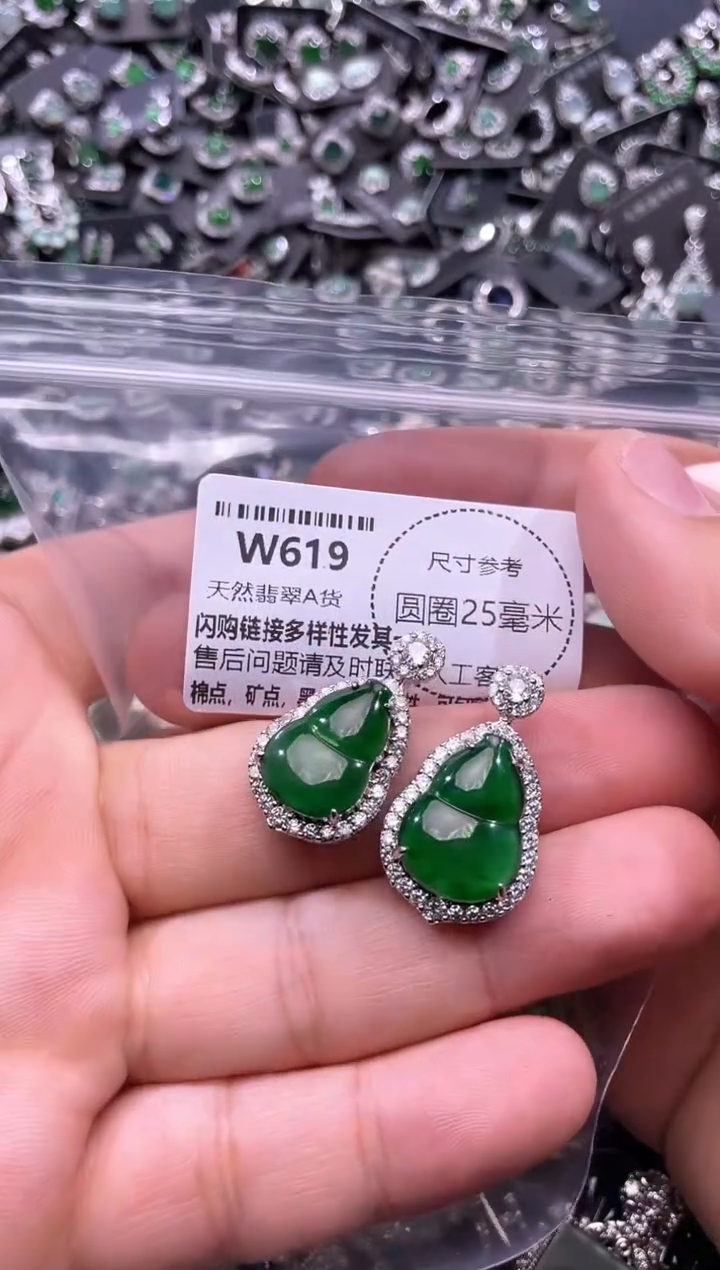 W619
天然翡翠A货
尺寸参考
圆圈25毫米
闪购链接多样性发其
售后问题请及时联 人工客
棉点，矿点，黑